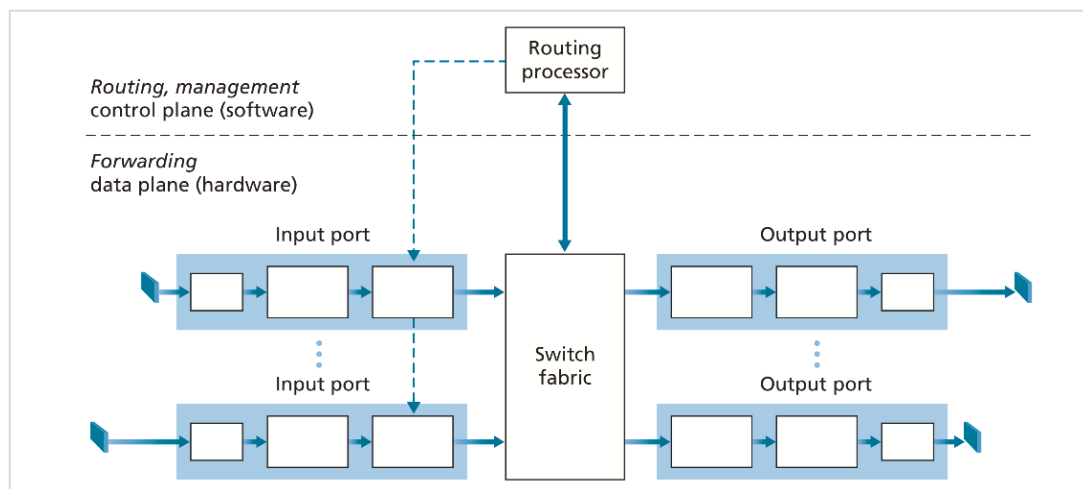 Routing
processor
Routing, management
control plane (software)
Forwarding
data plane (hardware)
Input port
Output port
Switch
fabric
Input port
Output port